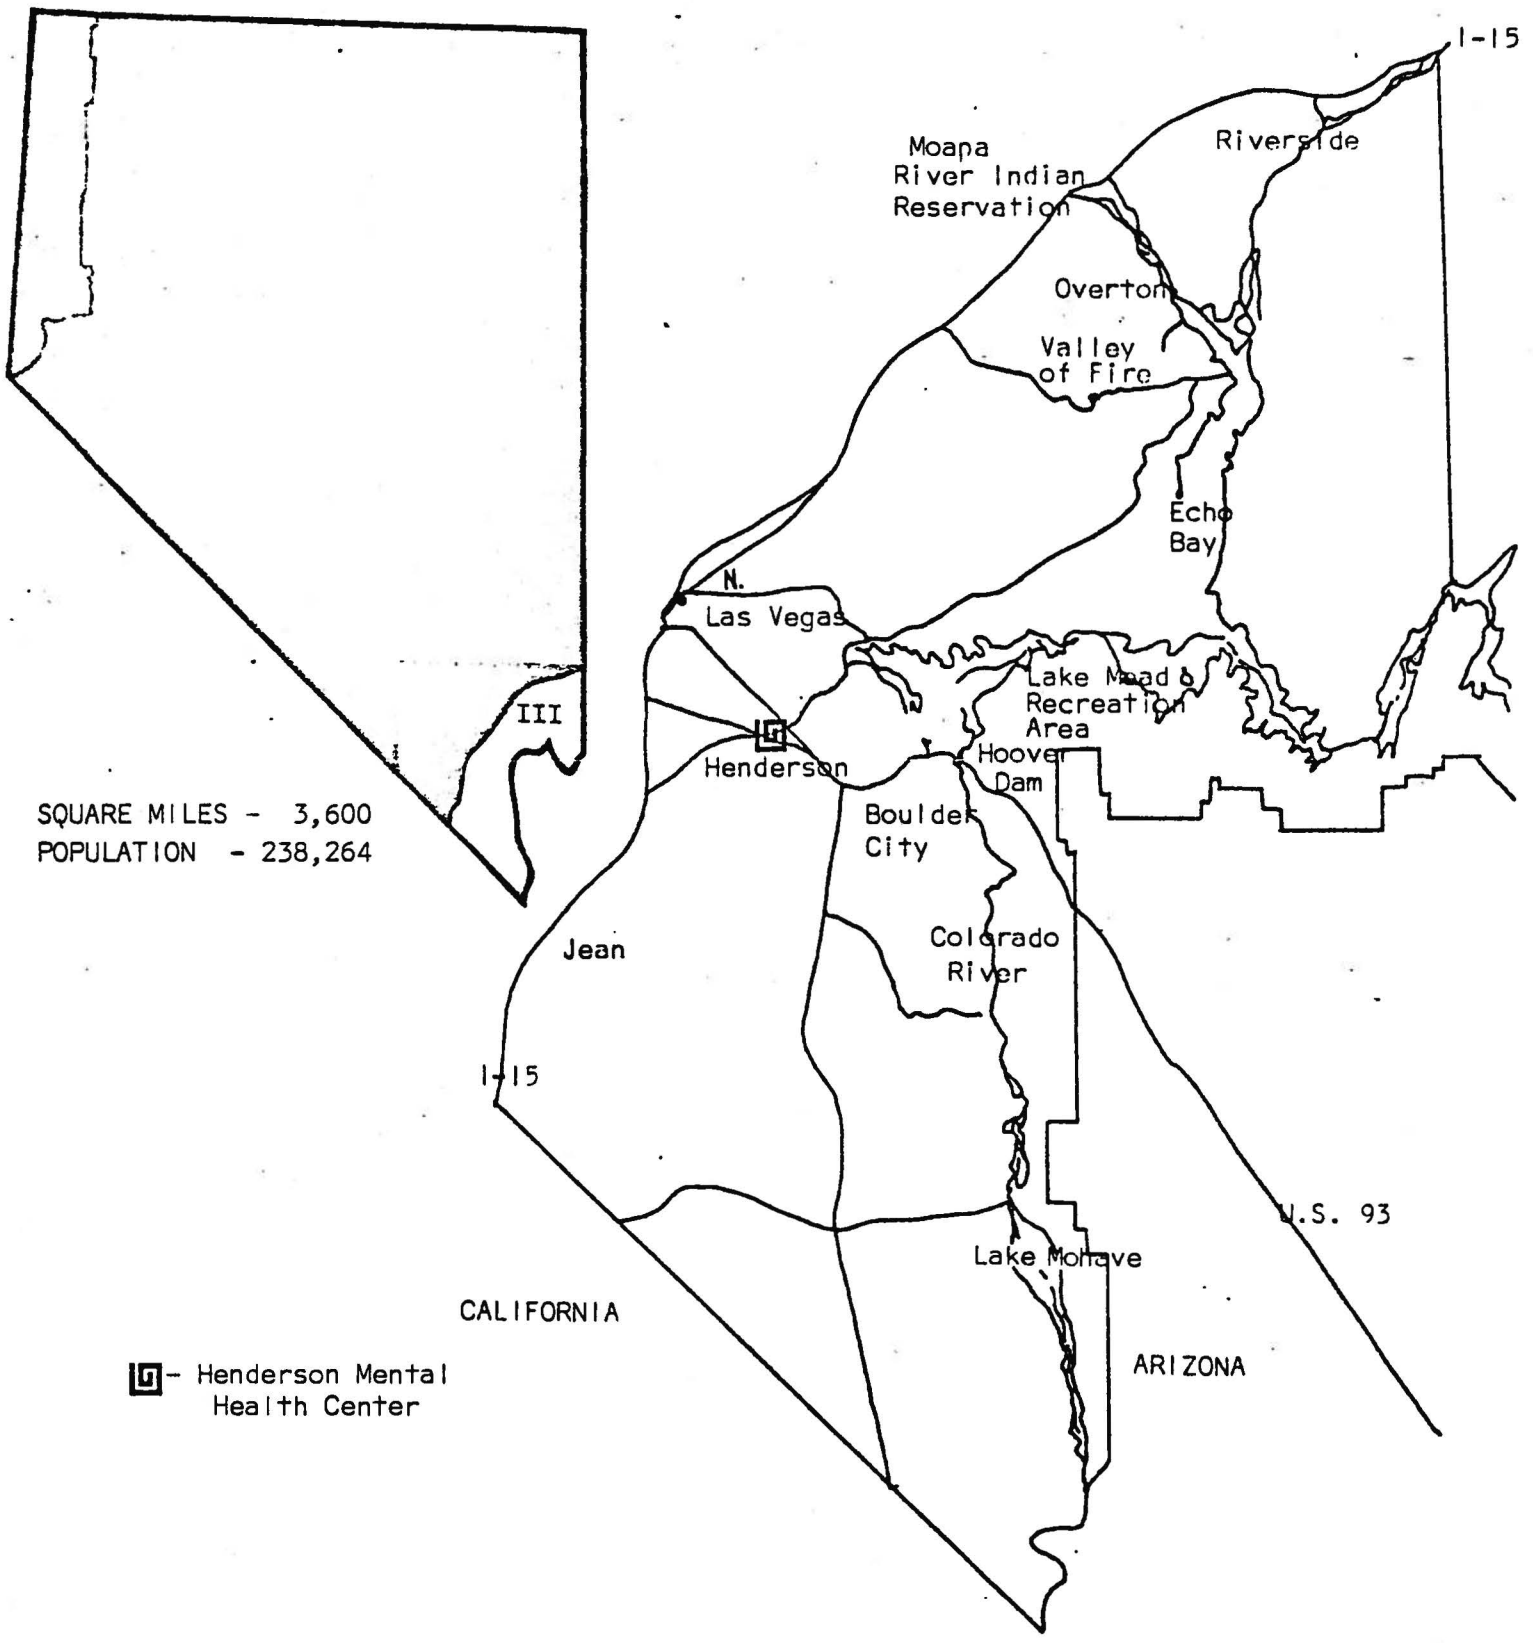 I-15
Riverside
Moapa
River Indian
Reservation
Overton
Valley
of Fire
Echo
Bay
N.
Las Vegas
III
Lake Mead &
Recreation
Area
Henderson
Hoover
Dam
SQUARE MILES - 3,600
POPULATION - 238,264
Boulder
City
Jean
Colorado
River
I-15
U.S. 93
Lake Mohave
CALIFORNIA
ARIZONA
- Henderson Mental
Health Center